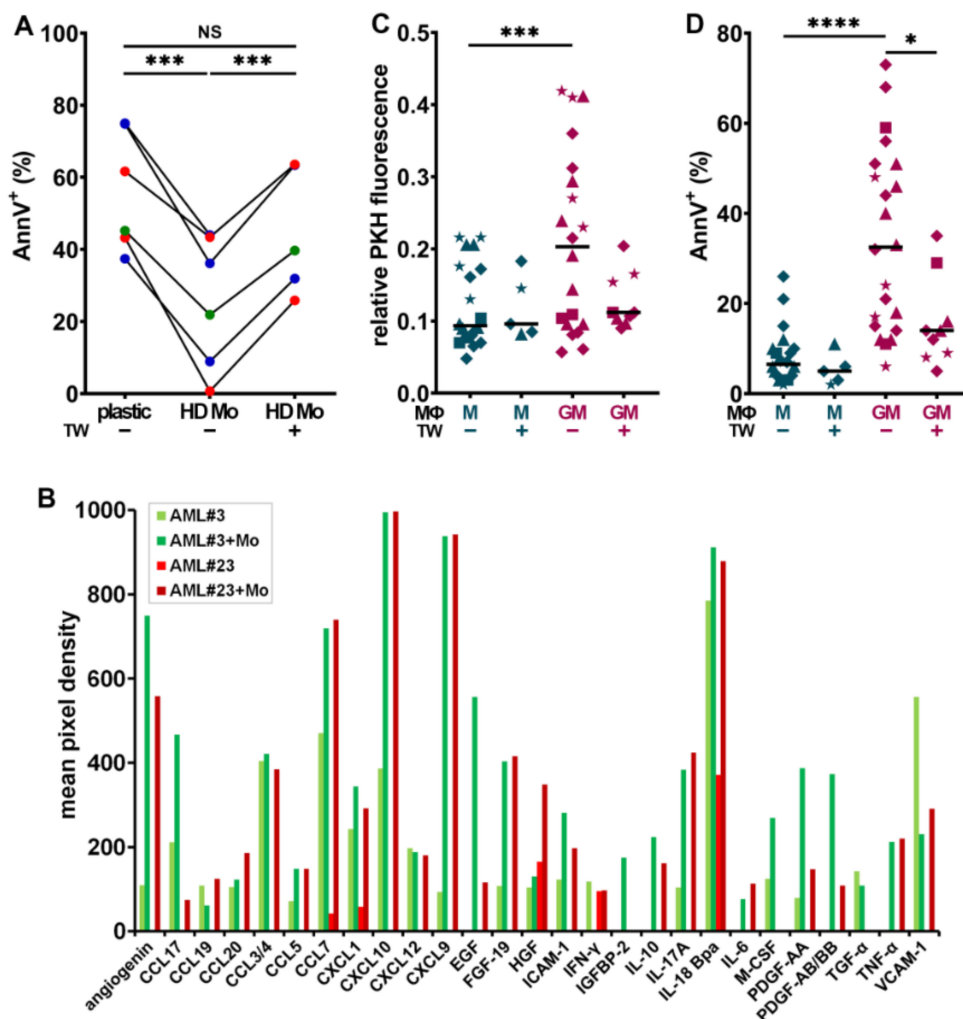 A
100
80
60
40
20
0
AnnV+ (%)
NS
*** ***
plastic HD Mo HD Mo
TW − − +
C
0.5
0.4
0.3
0.2
0.1
0.0
relative PKH fluorescence
***
MΦ M M GM GM
TW − + − +
D
80
60
40
20
0
AnnV+ (%)
****
*
MΦ M M GM GM
TW − + − +
B
1000
800
600
400
200
0
mean pixel density
AML#3
AML#3+Mo
AML#23
AML#23+Mo
angiogenin
CCL17
CCL19
CCL20
CCL3/4
CCL5
CCL7
CXCL1
CXCL10
CXCL12
CXCL9
EGF
FGF-19
HGF
ICAM-1
IFN-γ
IGFBP-2
IL-10
IL-17A
IL-18 Bpa
IL-6
M-CSF
PDGF-AA
PDGF-AB/BB
TGF-α
TNF-α
VCAM-1